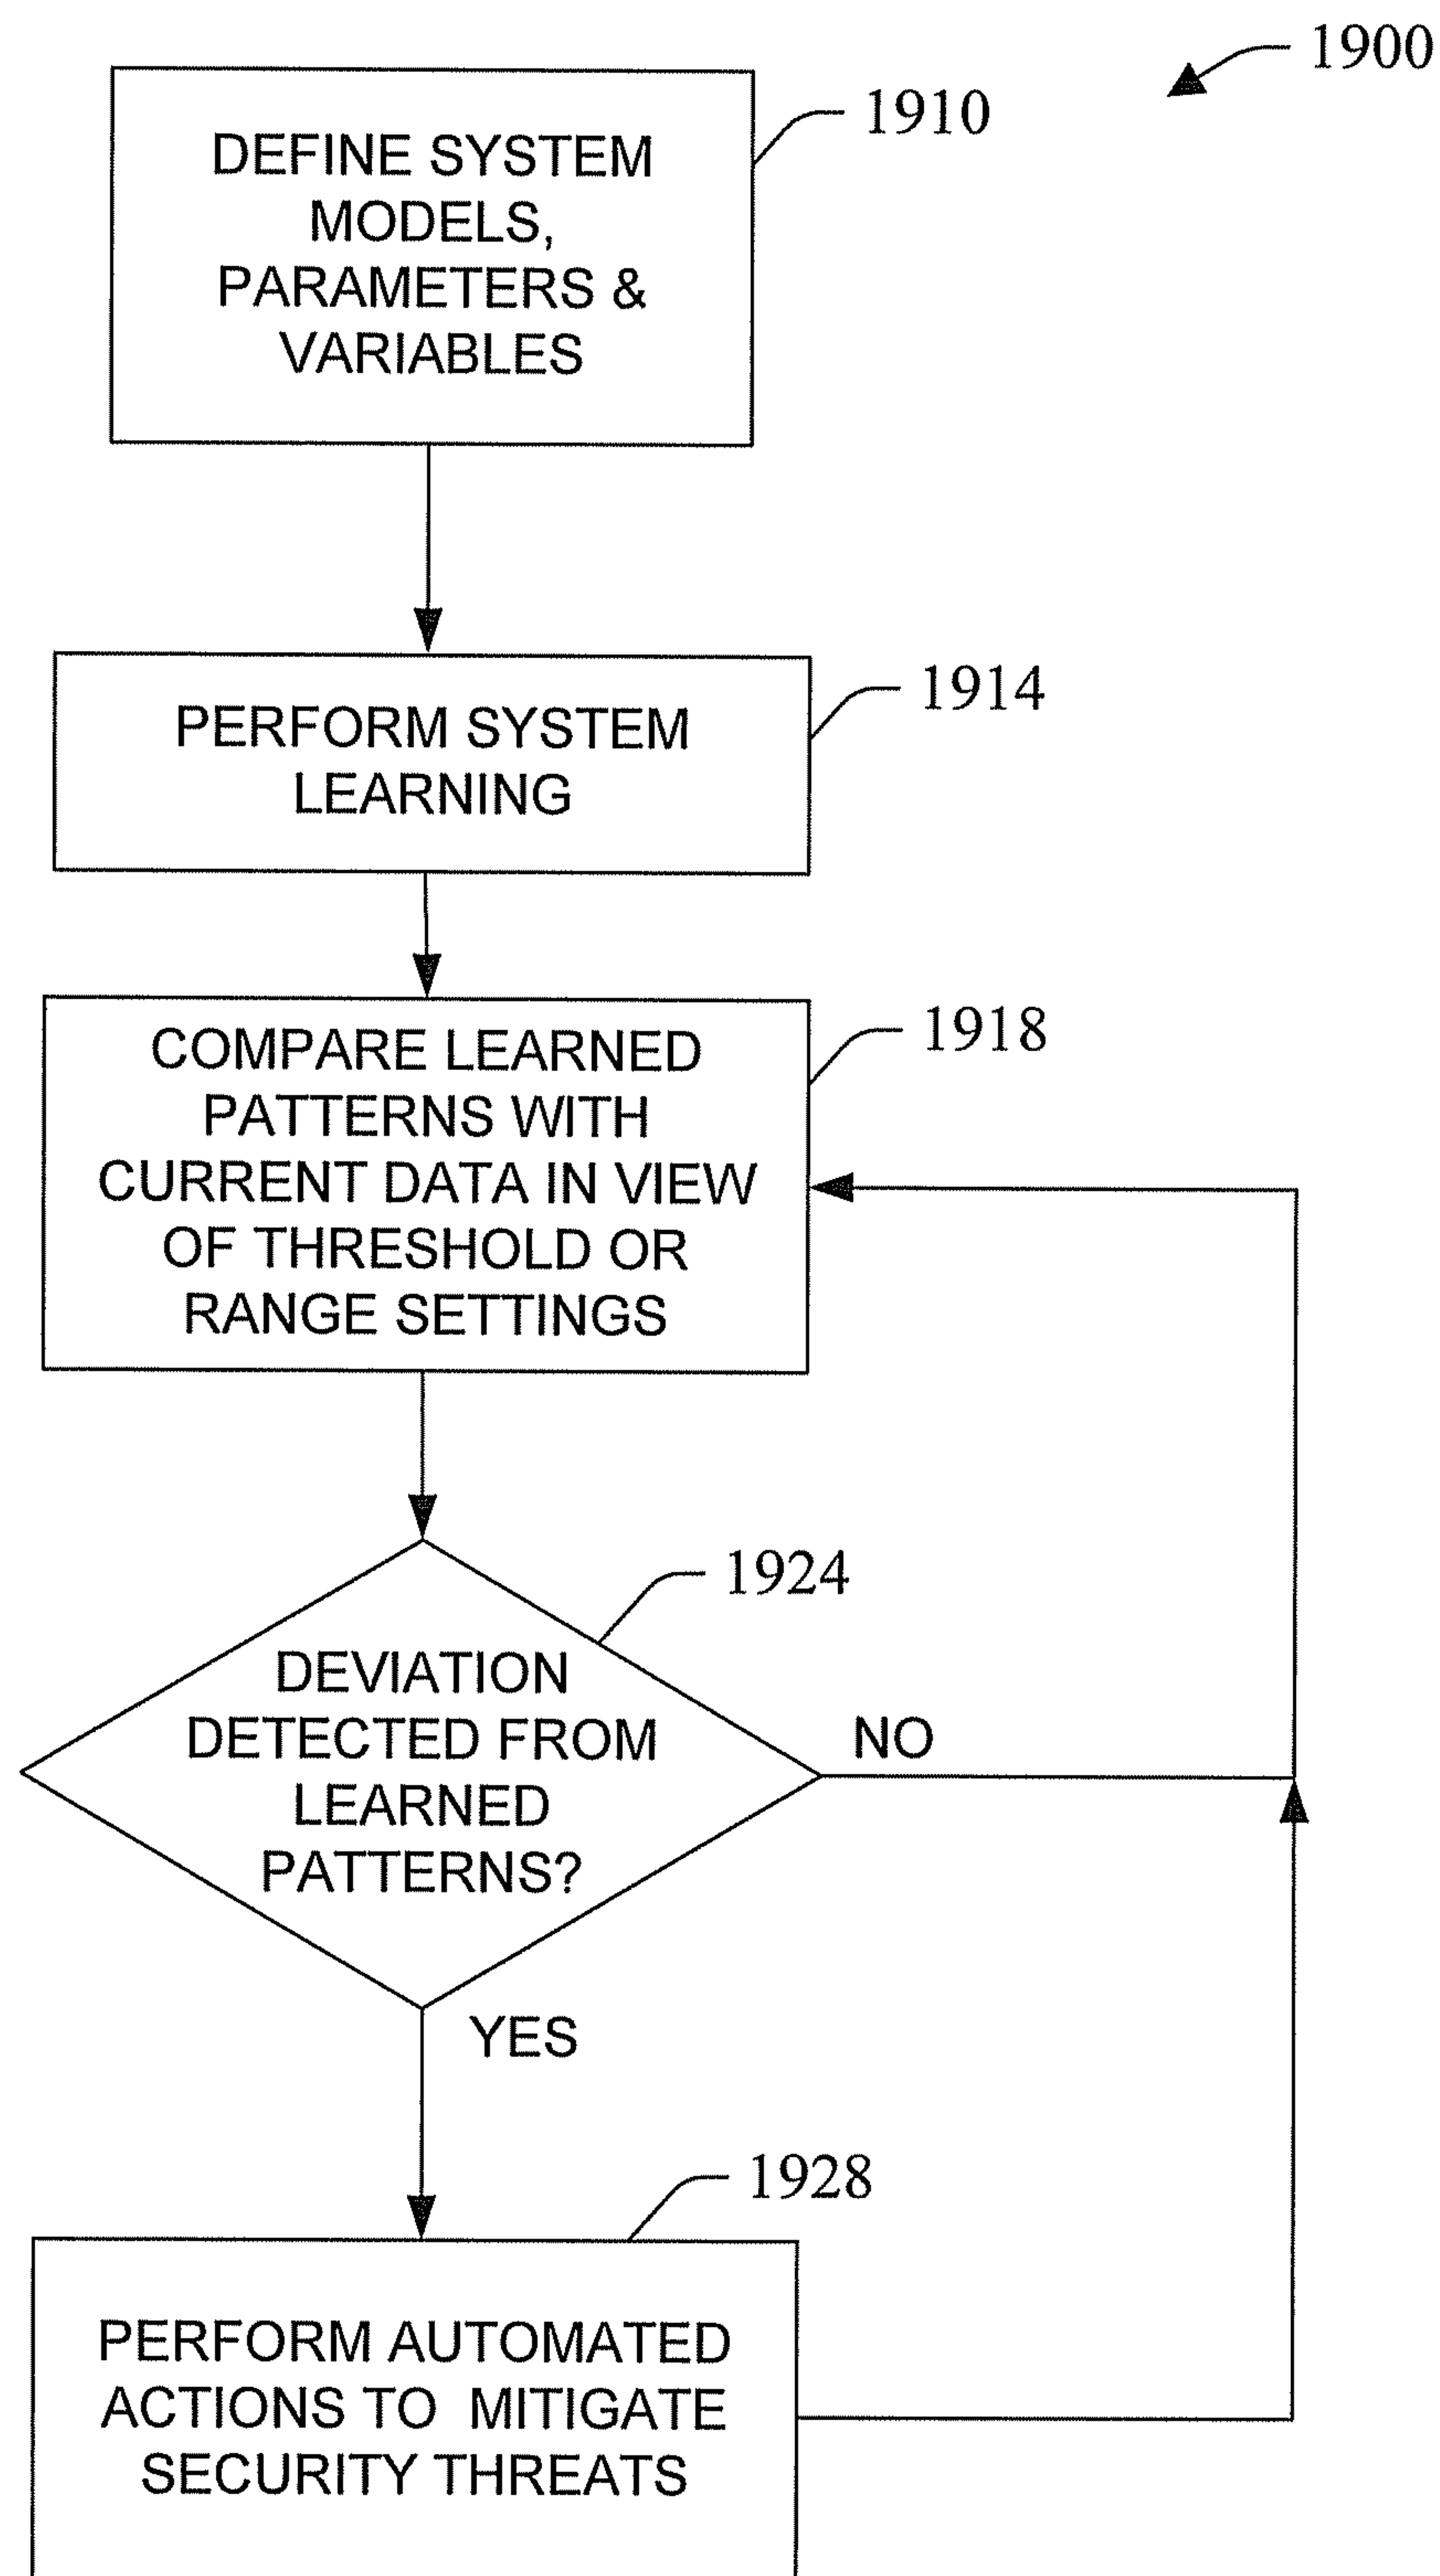 1900
1910
DEFINE SYSTEM
MODELS,
PARAMETERS &
VARIABLES
1914
PERFORM SYSTEM
LEARNING
1918
COMPARE LEARNED
PATTERNS WITH
CURRENT DATA IN VIEW
OF THRESHOLD OR
RANGE SETTINGS
1924
DEVIATION
DETECTED FROM
LEARNED
PATTERNS?
NO
YES
1928
PERFORM AUTOMATED
ACTIONS TO MITIGATE
SECURITY THREATS